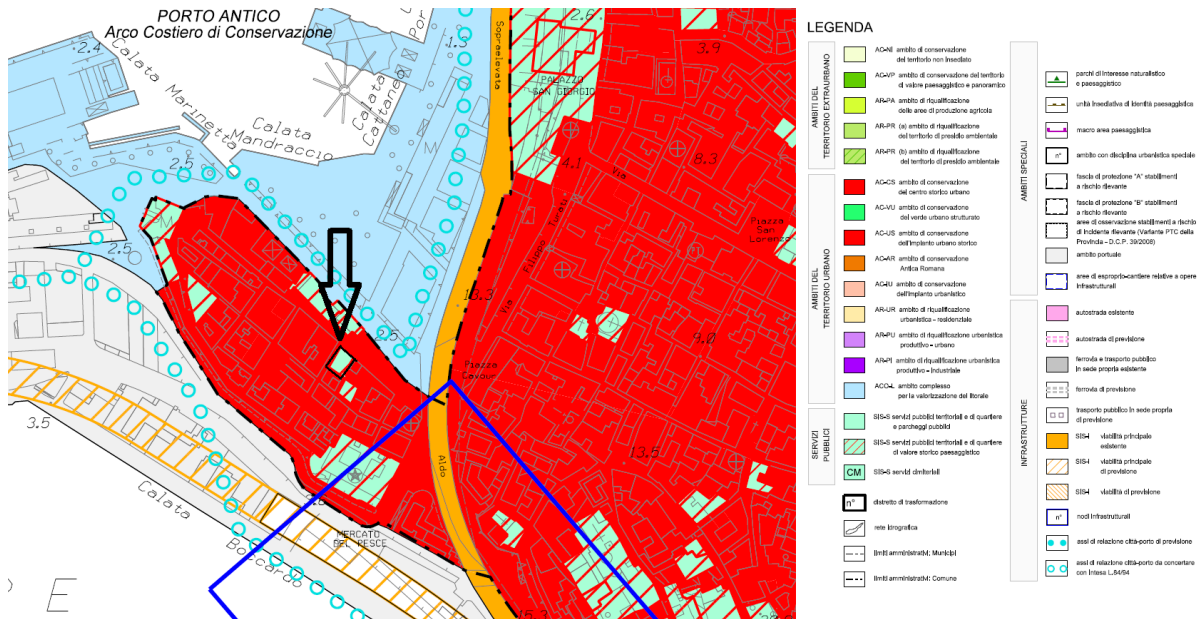 PORTO ANTICO
Arco Costiero di Conservazione
2.4
Calata
Marinetta
Calata
Mandraccio
Calata
Cattaneo
1.3
Sopraelevata
2.6
PALAZZO
SAN GIORGIO
3.9
2.5
4.1
Via
8.3
Filippo Turati
Piazza
San
Lorenzo
M
2.5
10.3
Via
2.5
9.0
Piazza
Cavour
3.5
13.8
Aldo
Calata
MERCATO
DEL PESCE
Boccardo
E
15.3
LEGENDA
AMBITI DEL
TERRITORIO EXTRAURBANO
AC-NI ambito di conservazione
del territorio non insediato
AC-VP ambito di conservazione del territorio
di valore paesaggistico e panoramico
AR-PA ambito di riqualificazione
delle aree di produzione agricola
AR-PR (a) ambito di riqualificazione
del territorio di presidio ambientale
AR-PR (b) ambito di riqualificazione
del territorio di presidio ambientale
AMBITI DEL
TERRITORIO URBANO
AC-CS ambito di conservazione
del centro storico urbano
AC-VU ambito di conservazione
del verde urbano strutturato
AC-US ambito di conservazione
dell'impianto urbano storico
AC-AR ambito di conservazione
Antica Romana
AC-IU ambito di conservazione
dell'impianto urbanistico
AR-UR ambito di riqualificazione
urbanistica - residenziale
AR-PU ambito di riqualificazione urbanistica
produttivo - urbano
AR-PI ambito di riqualificazione urbanistica
produttivo - industriale
ACO-L ambito complesso
per la valorizzazione del litorale
SERVIZI
PUBBLICI
SIS-S servizi pubblici territoriali e di quartiere
e parcheggi pubblici
SIS-S servizi pubblici territoriali e di quartiere
di valore storico paesaggistico
CM SIS-S servizi cimiteriali
n° distretto di trasformazione
rete idrografica
limiti amministrativi: Municipi
limiti amministrativi: Comune
AMBITI SPECIALI
parchi di interesse naturalistico
e paesaggistico
unità insediativa di identità paesaggistica
macro area paesaggistica
n° ambito con disciplina urbanistica speciale
fascia di protezione "A" stabilimenti
a rischio rilevante
fascia di protezione "B" stabilimenti
a rischio rilevante
aree di osservazione stabilimenti a rischio
di incidente rilevante (Variante PTC della
Provincia - D.C.P. 39/2008)
ambito portuale
aree di esproprio-cantiere relative a opere
infrastrutturali
INFRASTRUTTURE
autostrada esistente
autostrada di previsione
ferrovia e trasporto pubblico
in sede propria esistente
ferrovia di previsione
trasporto pubblico in sede propria
di previsione
SIS-I viabilità principale
esistente
SIS-I viabilità principale
di previsione
SIS-I viabilità di previsione
n° nodi infrastrutturali
assi di relazione città-porto di previsione
assi di relazione città-porto da concertare
con Intesa L.84/94